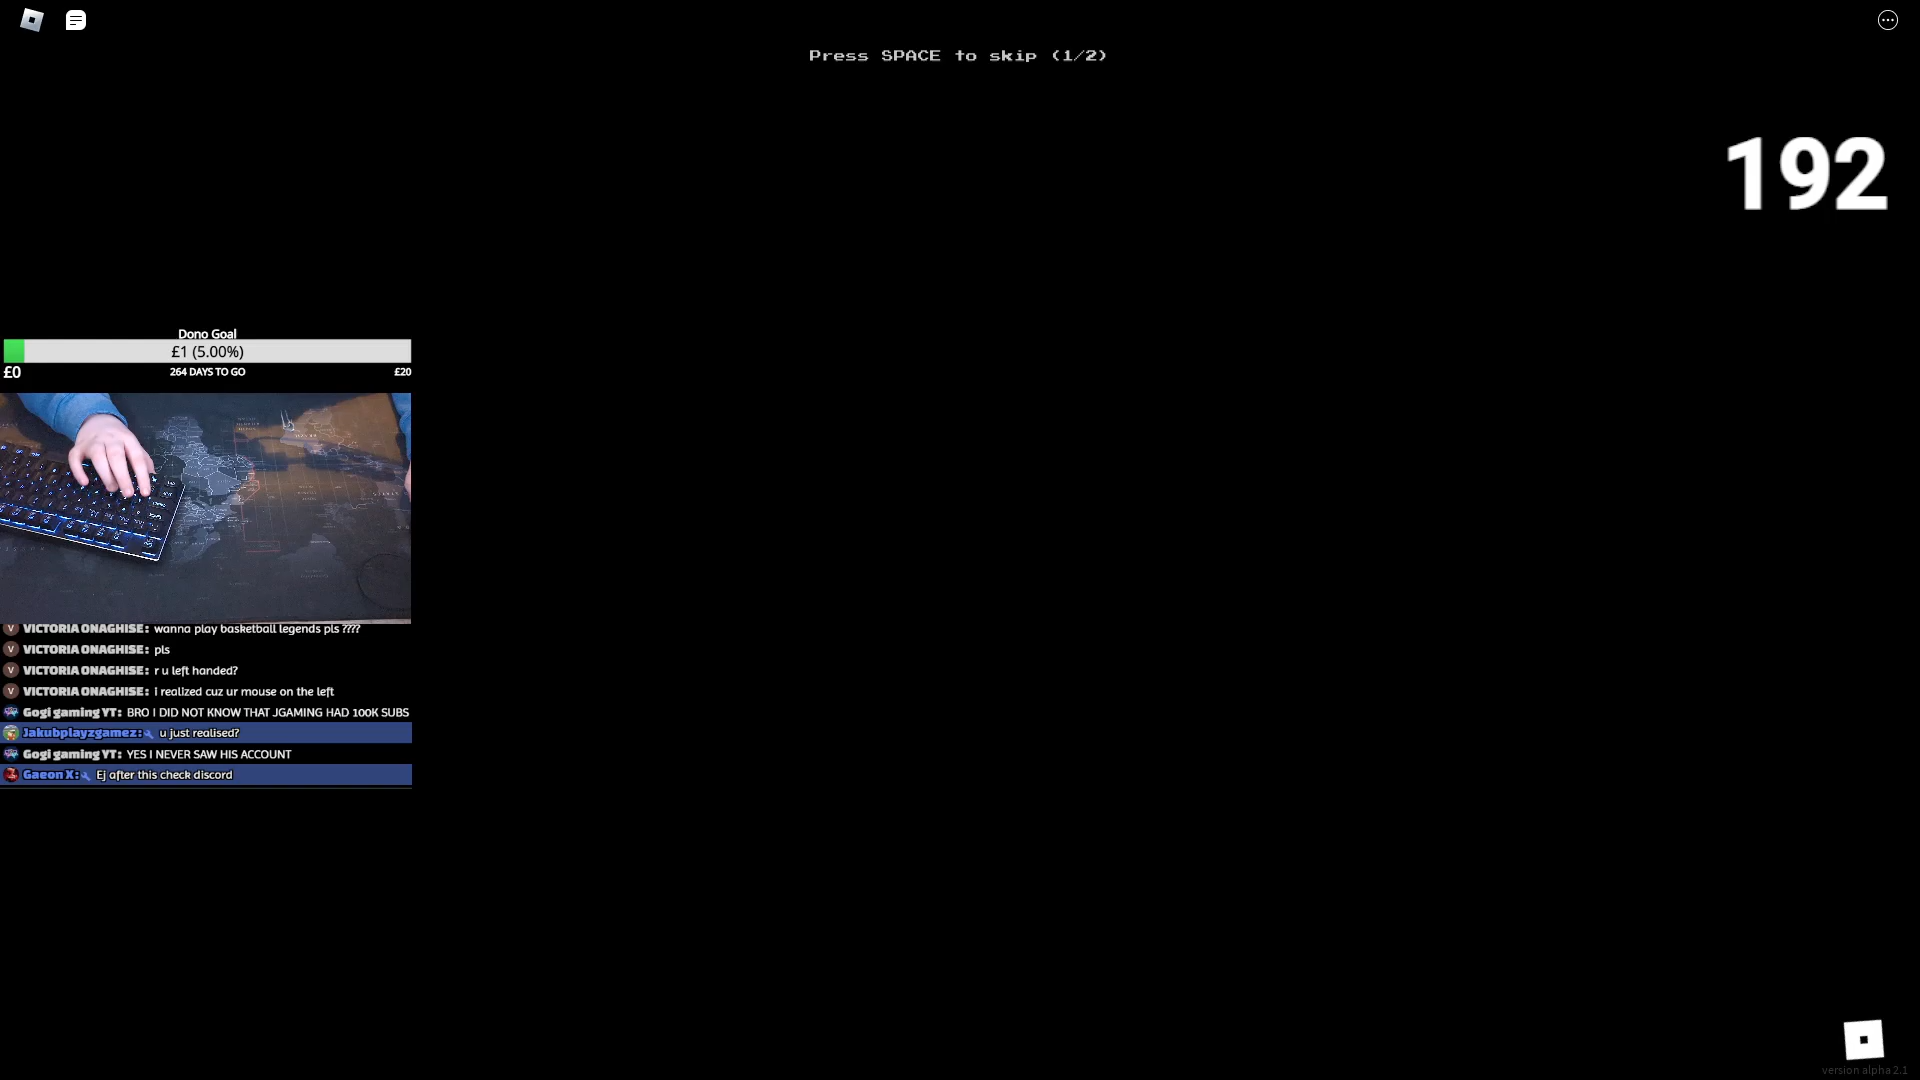 Press SPACE to skip (1/2)
192
Dono Goal
£1 (5.00%)
£0 264 DAYS TO GO £20
V VICTORIA ONAGHISE: wanna play basketball legends pls ????
V VICTORIA ONAGHISE: pls
V VICTORIA ONAGHISE: r u left handed?
V VICTORIA ONAGHISE: i realized cuz ur mouse on the left
Gogi gaming YT: BRO I DID NOT KNOW THAT JGAMING HAD 100K SUBS
Jakubplayzgamez: u just realised?
Gogi gaming YT: YES I NEVER SAW HIS ACCOUNT
Gaeon X: Ej after this check discord
version alpha 2.1